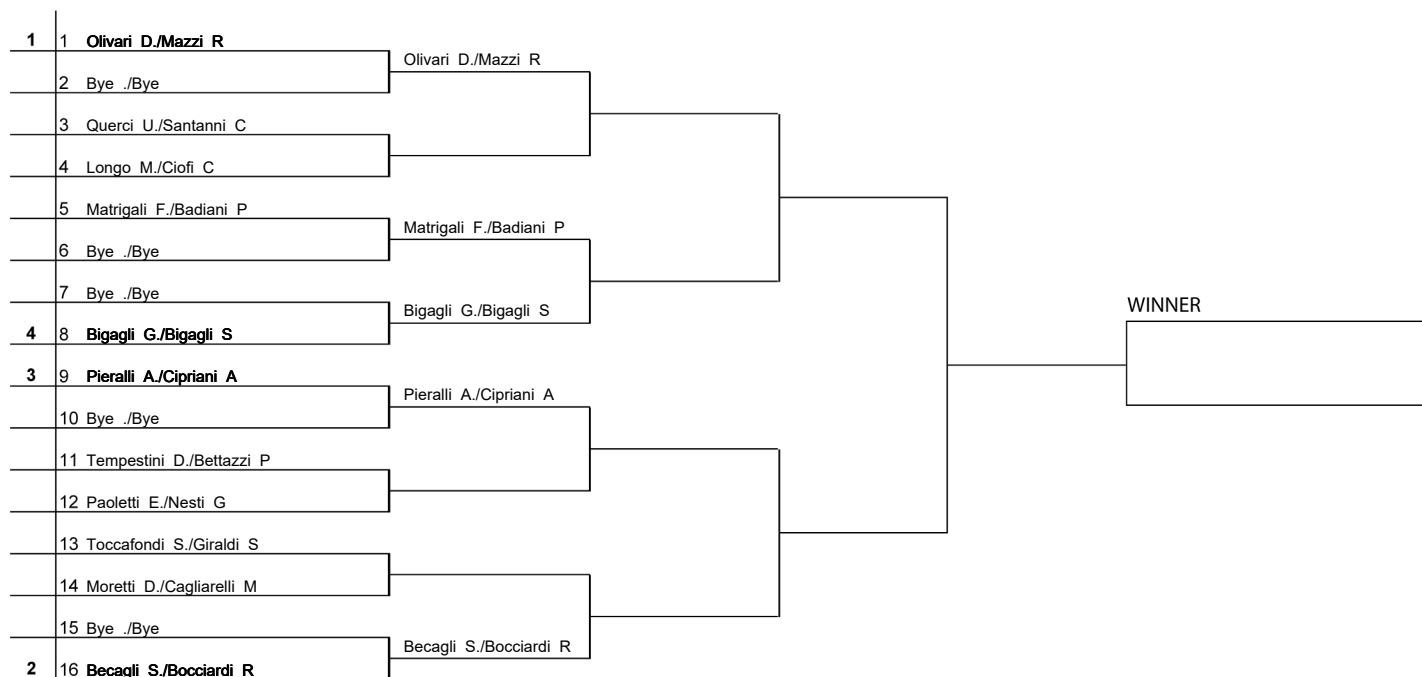 1 1 Olivari D./Mazzi R
Olivari D./Mazzi R
2 Bye ./Bye
3 Querci U./Santanni C
4 Longo M./Ciofi C
5 Matrigali F./Badiani P
Matrigali F./Badiani P
6 Bye ./Bye
7 Bye ./Bye
Bigagli G./Bigagli S
4 8 Bigagli G./Bigagli S
WINNER
3 9 Pieralli A./Cipriani A
Pieralli A./Cipriani A
10 Bye ./Bye
11 Tempestini D./Bettazzi P
12 Paoletti E./Nesti G
13 Toccafondi S./Giraldi S
14 Moretti D./Cagliarelli M
15 Bye ./Bye
Becagli S./Bocciardi R
2 16 Becagli S./Bocciardi R